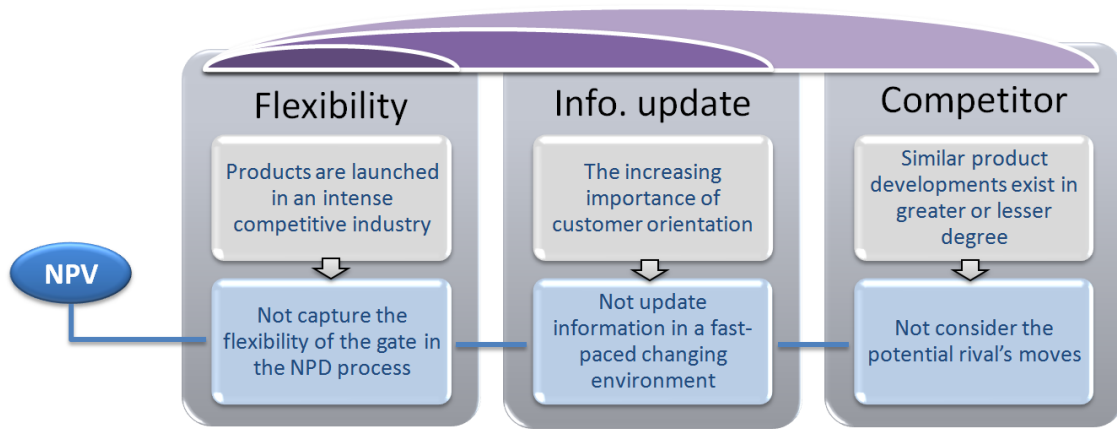 Flexibility
Products are launched
in an intense
competitive industry
Not capture the
flexibility of the gate in
the NPD process
Info. update
The increasing
importance of
customer orientation
Not update
information in a fast-
paced changing
environment
Competitor
Similar product
developments exist in
greater or lesser
degree
Not consider the
potential rival’s moves
NPV